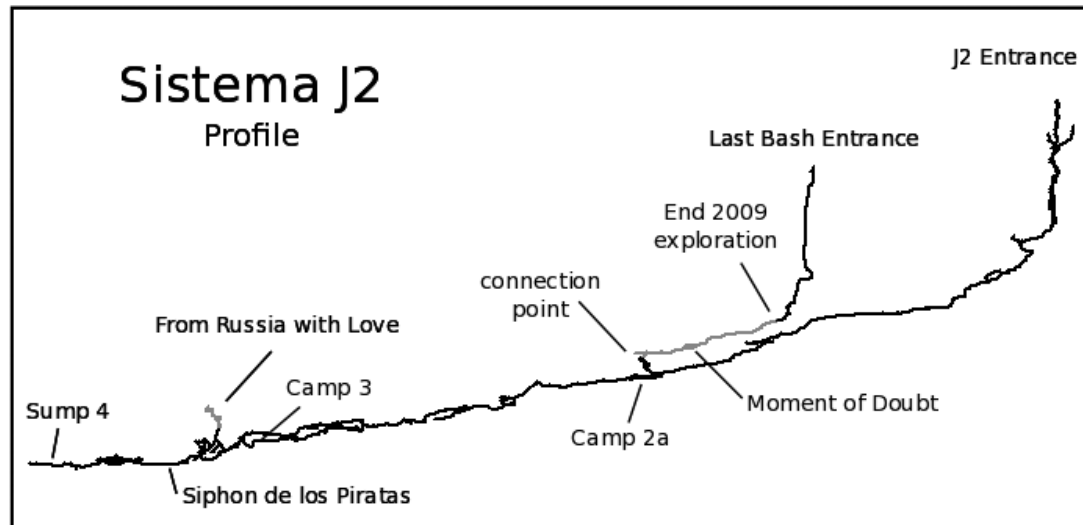 Sistema J2
Profile
J2 Entrance
Last Bash Entrance
End 2009
exploration
connection
point
From Russia with Love
Camp 3
Moment of Doubt
Sump 4
Camp 2a
Siphon de los Piratas